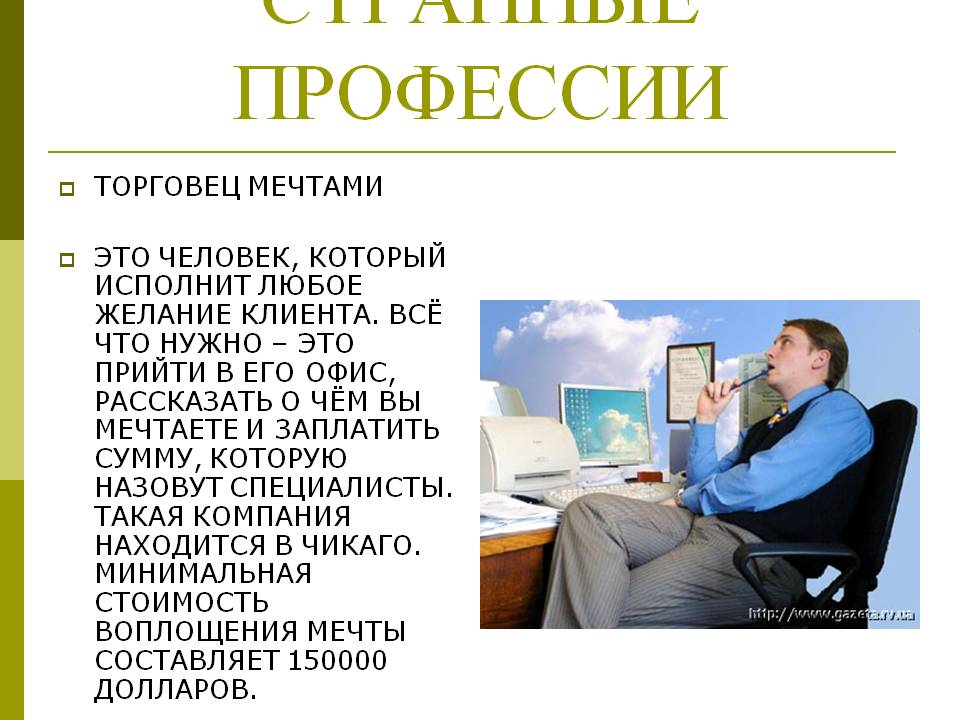 СТРАННЫЕ
ПРОФЕССИИ
ТОРГОВЕЦ МЕЧТАМИ
ЭТО ЧЕЛОВЕК, КОТОРЫЙ
ИСПОЛНИТ ЛЮБОЕ
ЖЕЛАНИЕ КЛИЕНТА. ВСЁ
ЧТО НУЖНО – ЭТО
ПРИЙТИ В ЕГО ОФИС,
РАССКАЗАТЬ О ЧЁМ ВЫ
МЕЧТАЕТЕ И ЗАПЛАТИТЬ
СУММУ, КОТОРУЮ
НАЗОВУТ СПЕЦИАЛИСТЫ.
ТАКАЯ КОМПАНИЯ
НАХОДИТСЯ В ЧИКАГО.
МИНИМАЛЬНАЯ
СТОИМОСТЬ
ВОПЛОЩЕНИЯ МЕЧТЫ
СОСТАВЛЯЕТ 150000
ДОЛЛАРОВ.
http://www.gazeta.rv.ua